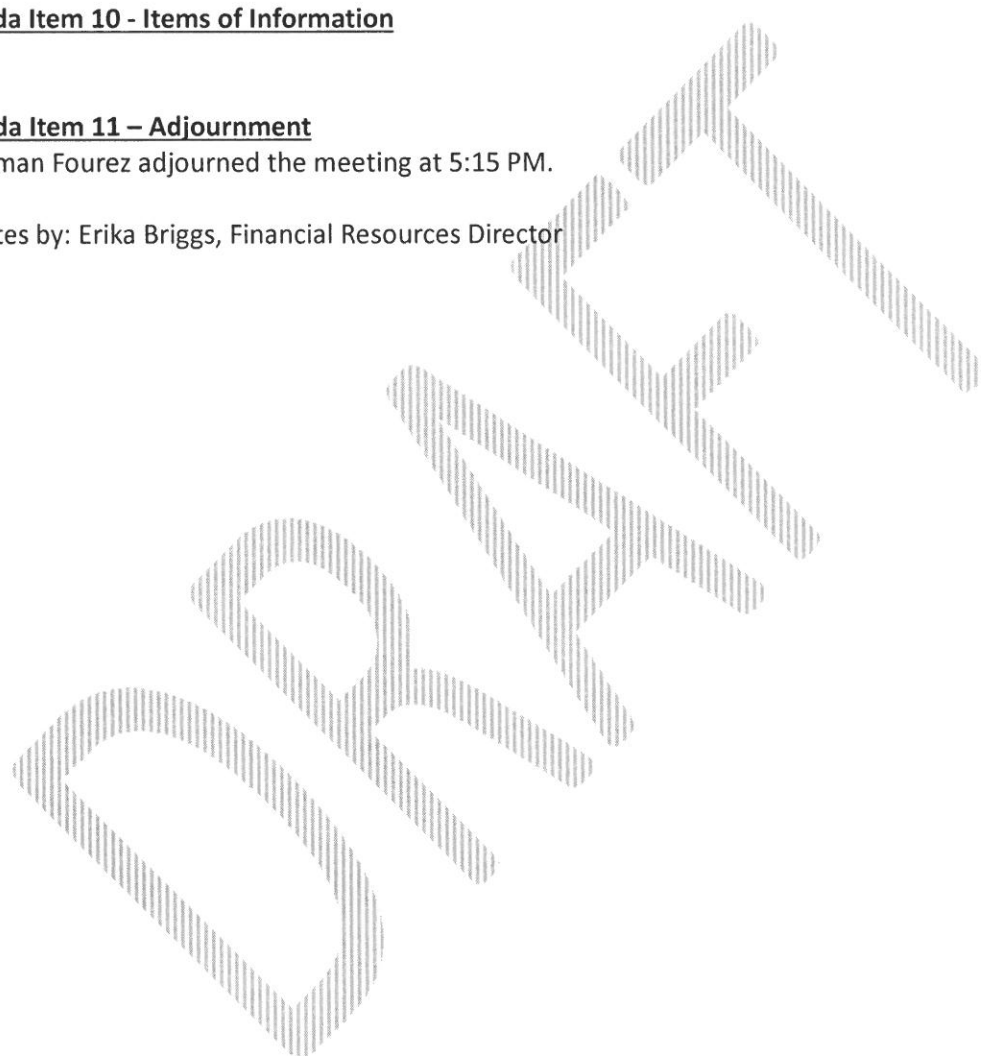 da Item 10 - Items of Information
da Item 11 – Adjournment
man Fourez adjourned the meeting at 5:15 PM.
tes by: Erika Briggs, Financial Resources Director
DRAFT